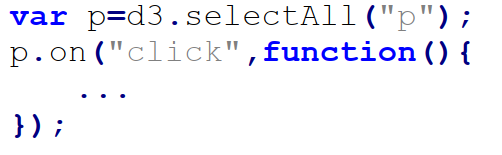 var p=d3.selectAll("p");
p.on("click",function(){
    ...
});